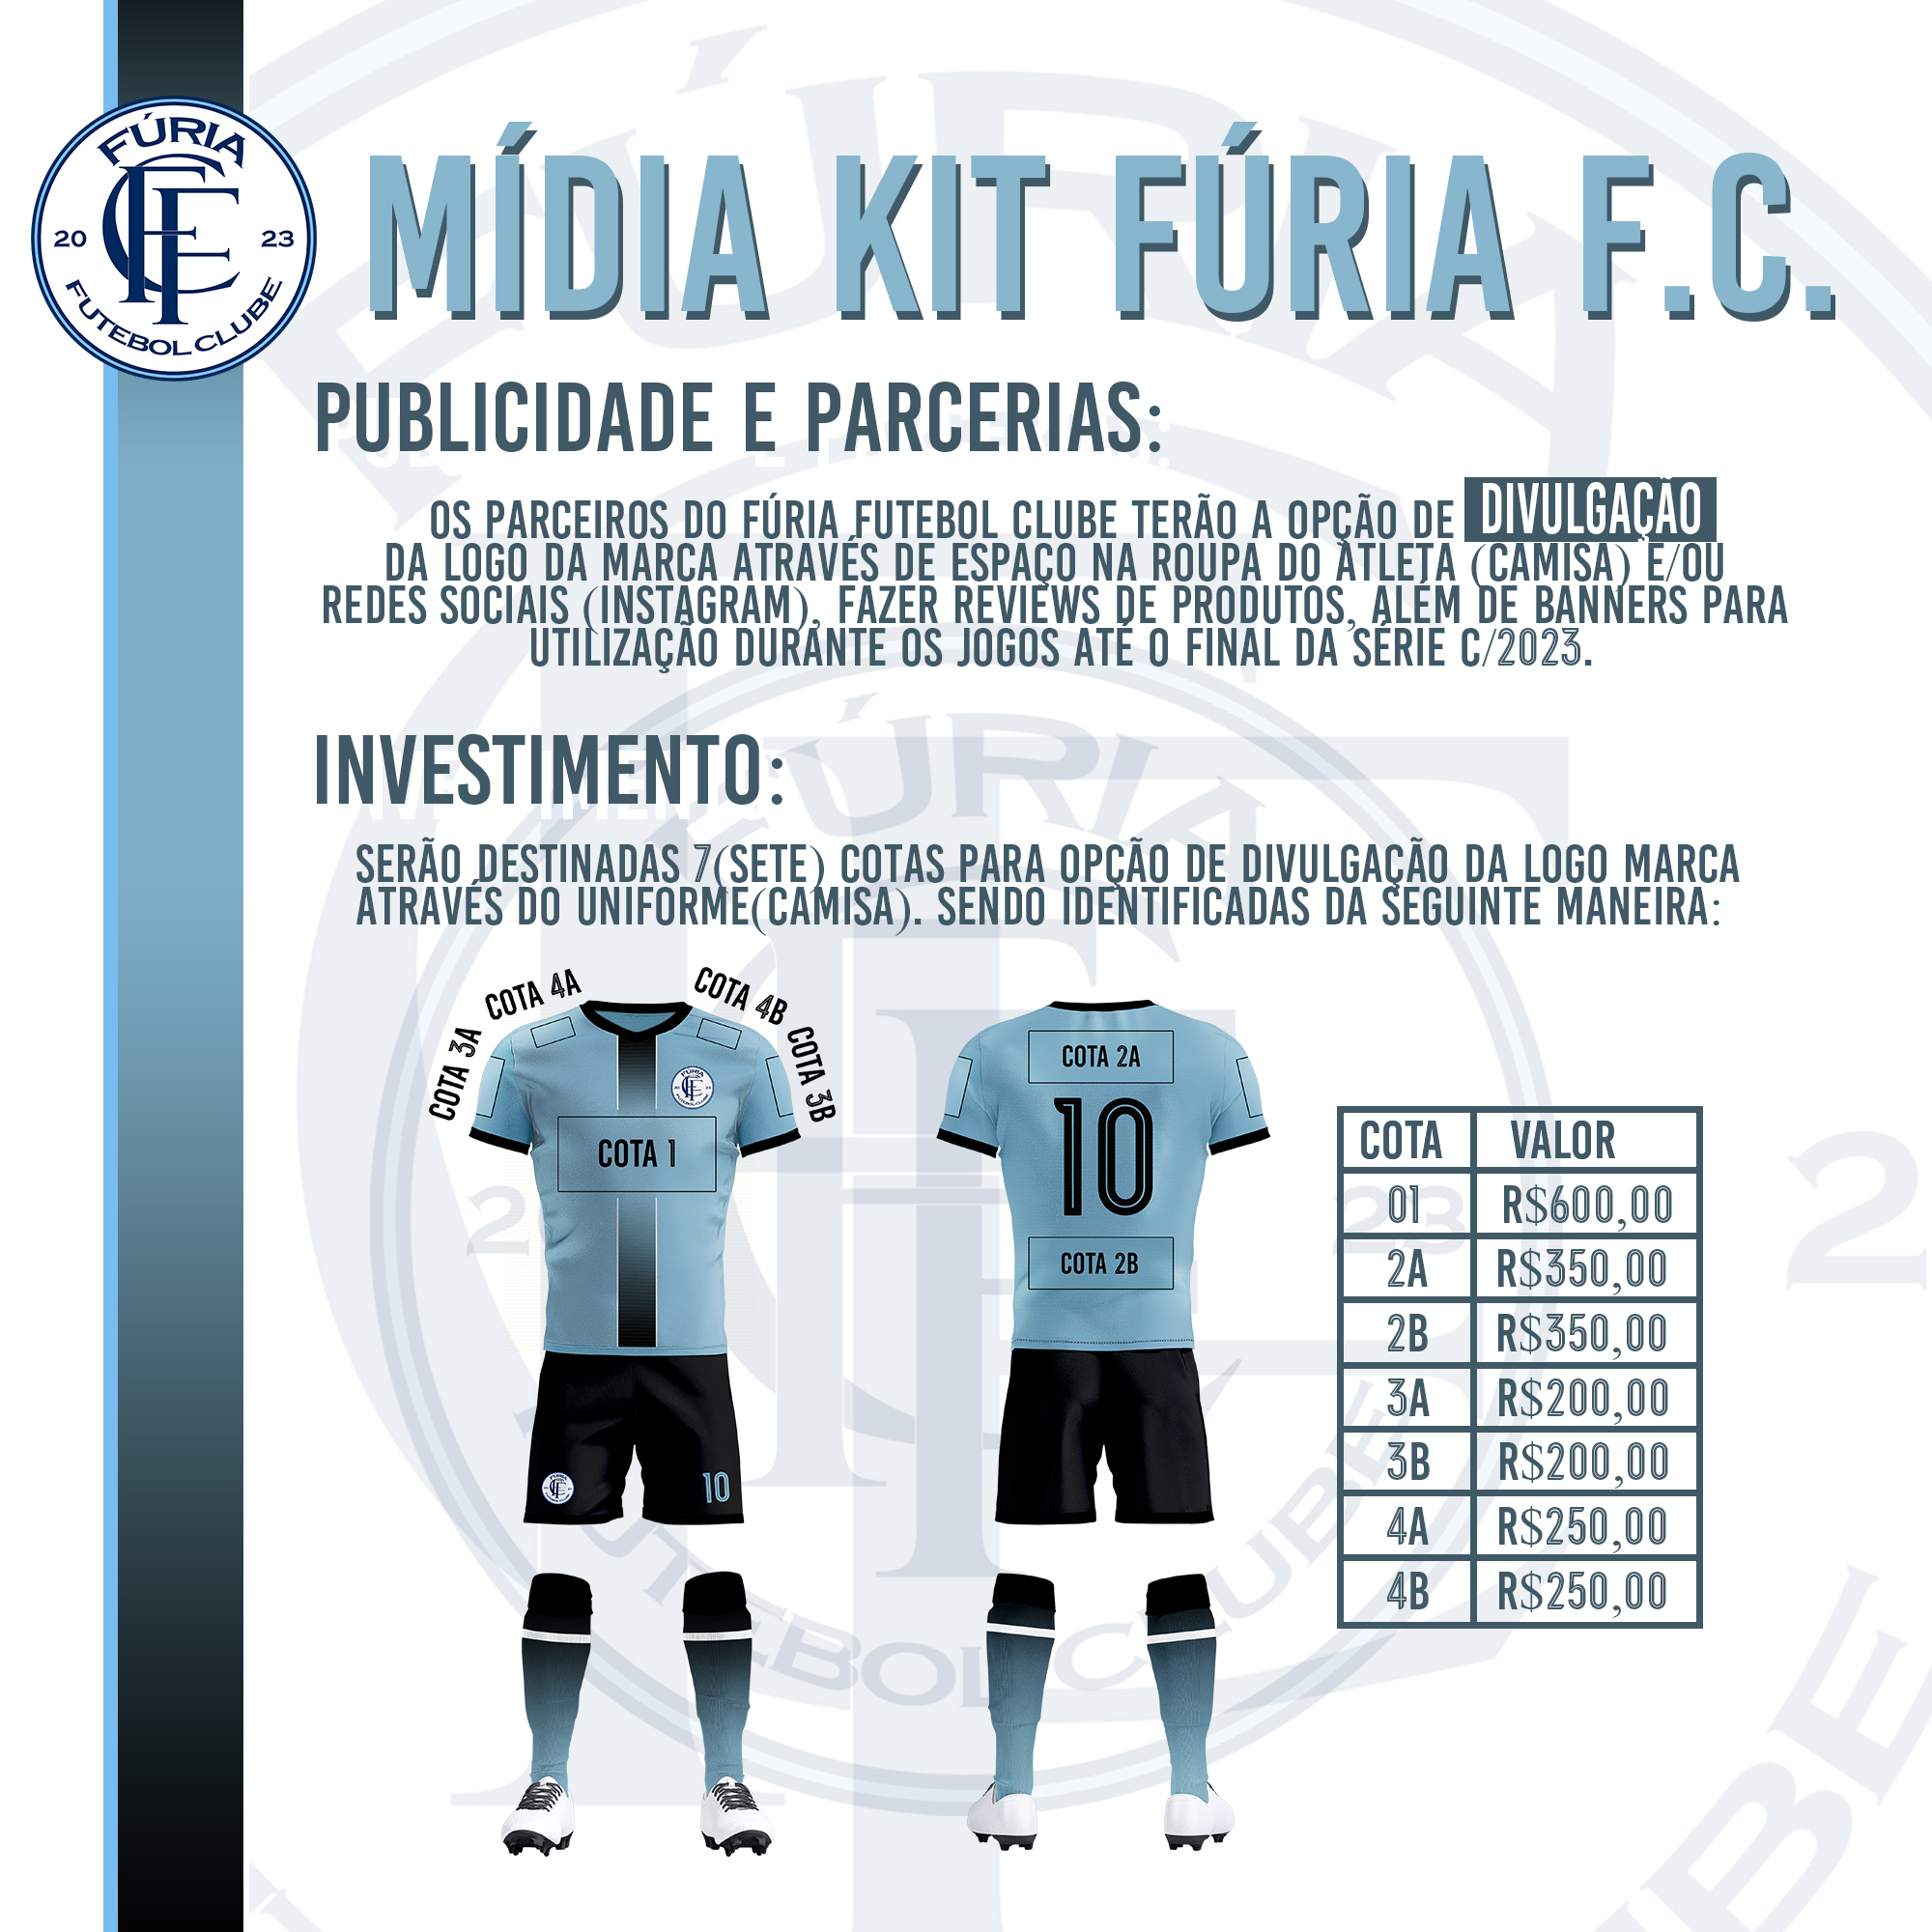 FÚRIA
20 23
FUTEBOL CLUBE
MÍDIA KIT FÚRIA F.C.
PUBLICIDADE E PARCERIAS:
OS PARCEIROS DO FÚRIA FUTEBOL CLUBE TERÃO A OPÇÃO DE DIVULGAÇÃO
DA LOGO DA MARCA ATRAVÉS DE ESPAÇO NA ROUPA DO ATLETA (CAMISA) E/OU
REDES SOCIAIS (INSTAGRAM), FAZER REVIEWS DE PRODUTOS, ALÉM DE BANNERS PARA
UTILIZAÇÃO DURANTE OS JOGOS ATÉ O FINAL DA SÉRIE C/2023.
INVESTIMENTO:
SERÃO DESTINADAS 7(SETE) COTAS PARA OPÇÃO DE DIVULGAÇÃO DA LOGO MARCA
ATRAVÉS DO UNIFORME(CAMISA). SENDO IDENTIFICADAS DA SEGUINTE MANEIRA:
COTA 3A
COTA 4A
COTA 4B
COTA 3B
FÚRIA
20 23
FUTEBOL CLUBE
COTA 1
FÚRIA
10
COTA 2A
10
COTA 2B
COTA VALOR
01 R$600,00
2A R$350,00
2B R$350,00
3A R$200,00
3B R$200,00
4A R$250,00
4B R$250,00